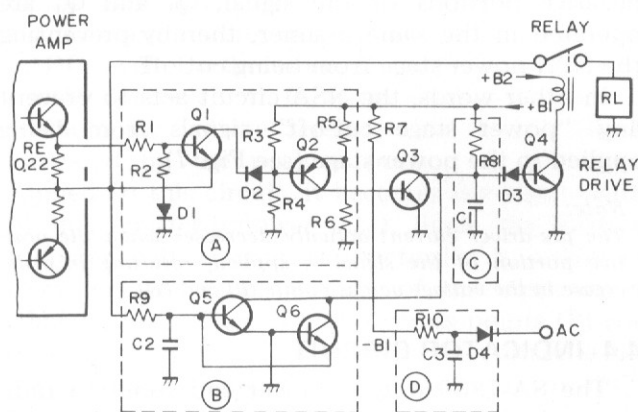 POWER
AMP
RELAY
+B2
+B1
RL
R1
Q1
R3
R5
R7
RE
0.22
R2
Q2
Q3
R8
Q4
D2
D3
RELAY
DRIVE
D1
R4
R6
C1
A
C
R9
Q5
Q6
R10
AC
-B1
C2
C3
D4
B
D